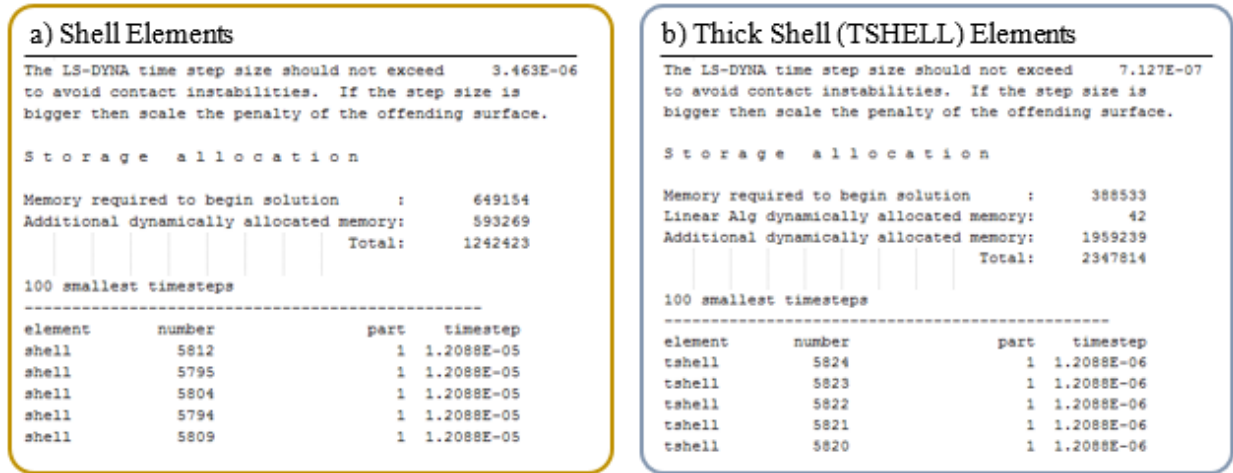 a) Shell Elements
The LS-DYNA time step size should not exceed 3.463E-06
to avoid contact instabilities. If the step size is
bigger then scale the penalty of the offending surface.
S t o r a g e a l l o c a t i o n
Memory required to begin solution : 649154
Additional dynamically allocated memory: 593269
Total: 1242423
100 smallest timesteps
------------------------------------------------
element number part timestep
shell 5812 1 1.2088E-05
shell 5795 1 1.2088E-05
shell 5804 1 1.2088E-05
shell 5794 1 1.2088E-05
shell 5809 1 1.2088E-05
b) Thick Shell (TSHELL) Elements
The LS-DYNA time step size should not exceed 7.127E-07
to avoid contact instabilities. If the step size is
bigger then scale the penalty of the offending surface.
S t o r a g e a l l o c a t i o n
Memory required to begin solution : 388533
Linear Alg dynamically allocated memory: 42
Additional dynamically allocated memory: 1959239
Total: 2347814
100 smallest timesteps
------------------------------------------------
element number part timestep
tshell 5824 1 1.2088E-06
tshell 5823 1 1.2088E-06
tshell 5822 1 1.2088E-06
tshell 5821 1 1.2088E-06
tshell 5820 1 1.2088E-06